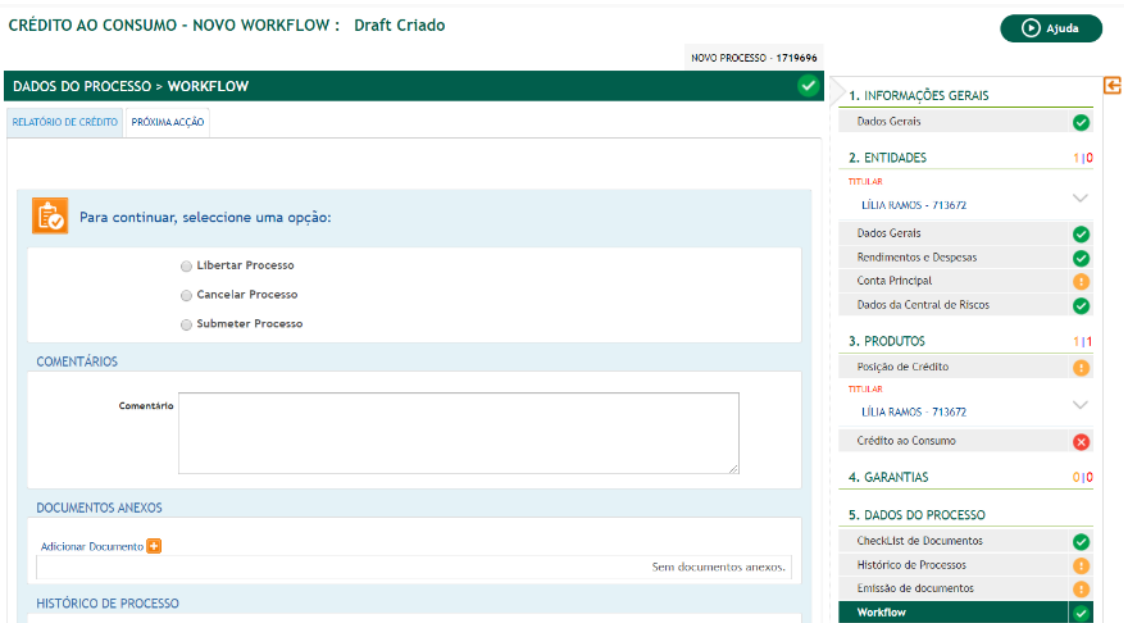 CRÉDITO AO CONSUMO - NOVO WORKFLOW : Draft Criado
Ajuda
NOVO PROCESSO - 1719696
DADOS DO PROCESSO > WORKFLOW
RELATÓRIO DE CRÉDITO PRÓXIMA ACÇÃO
Para continuar, seleccione uma opção:
Libertar Processo
Cancelar Processo
Submeter Processo
COMENTÁRIOS
Comentário
DOCUMENTOS ANEXOS
Adicionar Documento
Sem documentos anexos.
HISTÓRICO DE PROCESSO
1. INFORMAÇÕES GERAIS
Dados Gerais
2. ENTIDADES 1|0
TITULAR
LÍLIA RAMOS - 713672
Dados Gerais
Rendimentos e Despesas
Conta Principal
Dados da Central de Riscos
3. PRODUTOS 1|1
Posição de Crédito
TITULAR
LÍLIA RAMOS - 713672
Crédito ao Consumo
4. GARANTIAS 0|0
5. DADOS DO PROCESSO
CheckList de Documentos
Histórico de Processos
Emissão de documentos
Workflow